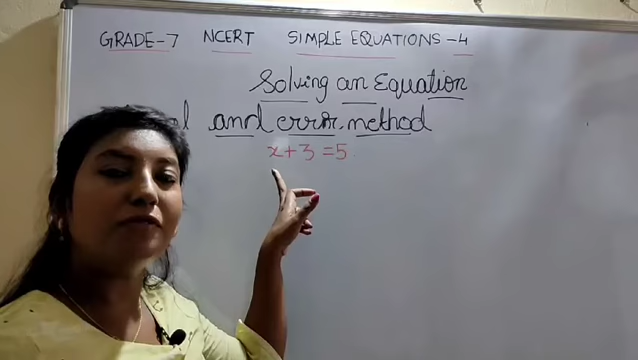 GRADE-7 NCERT SIMPLE EQUATIONS-4
Solving an Equation
and error method
x+3=5